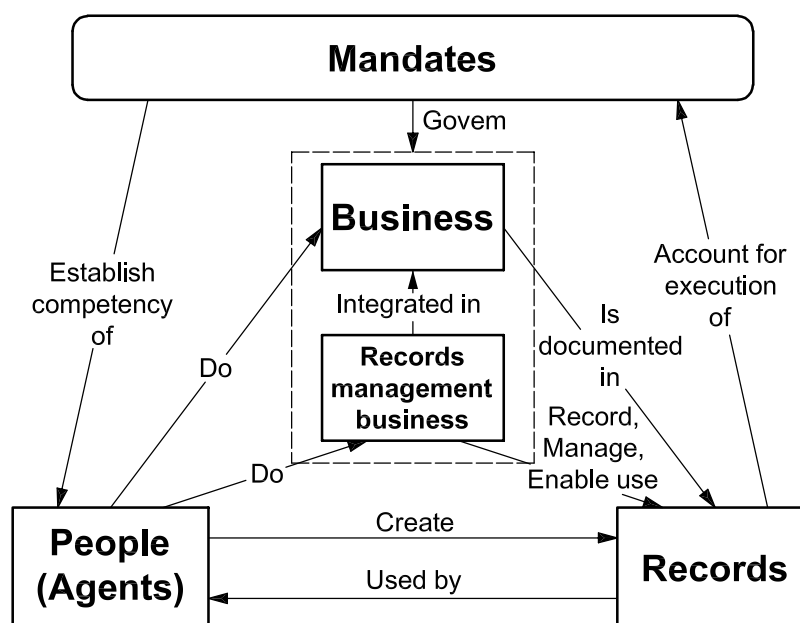 Mandates
Govem
Business
Establish
competency
of
Account for
execution
of
Integrated in
Is
documented
in
Do
Records
management
business
Record,
Manage,
Enable use
Do
People
(Agents)
Create
Used by
Records